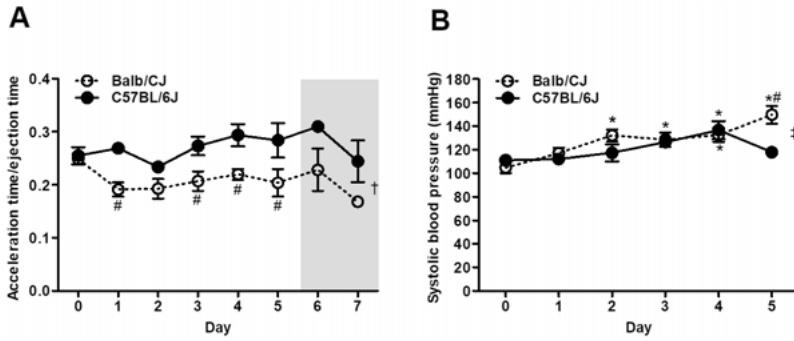 A
Acceleration time/ejection time
0.4
0.3
0.2
0.1
0.0
Balb/CJ
C57BL/6J
#
#
#
#
†
0 1 2 3 4 5 6 7
Day
B
Systolic blood pressure (mmHg)
180
160
140
120
100
80
60
40
20
0
Balb/CJ
C57BL/6J
*
*
*
*
*#
‡
0 1 2 3 4 5
Day